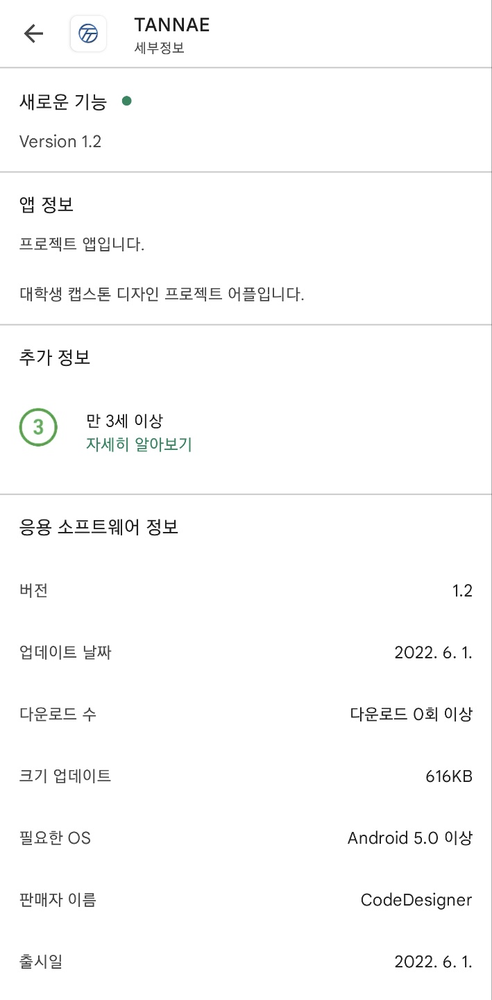 TANNAE
세부정보
새로운 기능
Version 1.2
앱 정보
프로젝트 앱입니다.
대학생 캡스톤 디자인 프로젝트 어플입니다.
추가 정보
3
만 3세 이상
자세히 알아보기
응용 소프트웨어 정보
버전 1.2
업데이트 날짜 2022. 6. 1.
다운로드 수 다운로드 0회 이상
크기 업데이트 616KB
필요한 OS Android 5.0 이상
판매자 이름 CodeDesigner
출시일 2022. 6. 1.